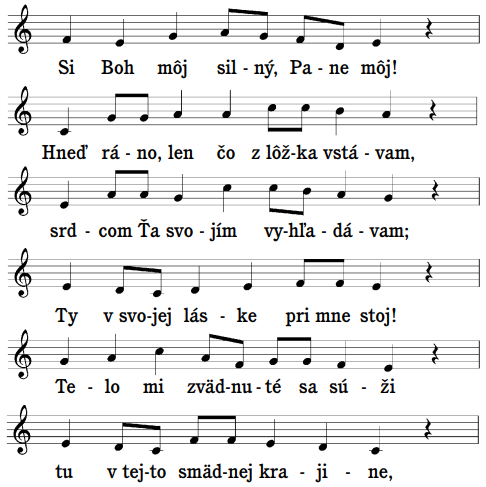 Si Boh môj sil - ný, Pa - ne môj!
Hneď rá - no, len čo z lôž - ka vstá - vam,
srd - com Ťa svo - jím vy - hľa - dá - vam;
Ty v svo - jej lás - ke pri mne stoj!
Te - lo mi zväd - nu - té sa sú - ži
tu v tej - to smäd - nej kra - ji - ne,